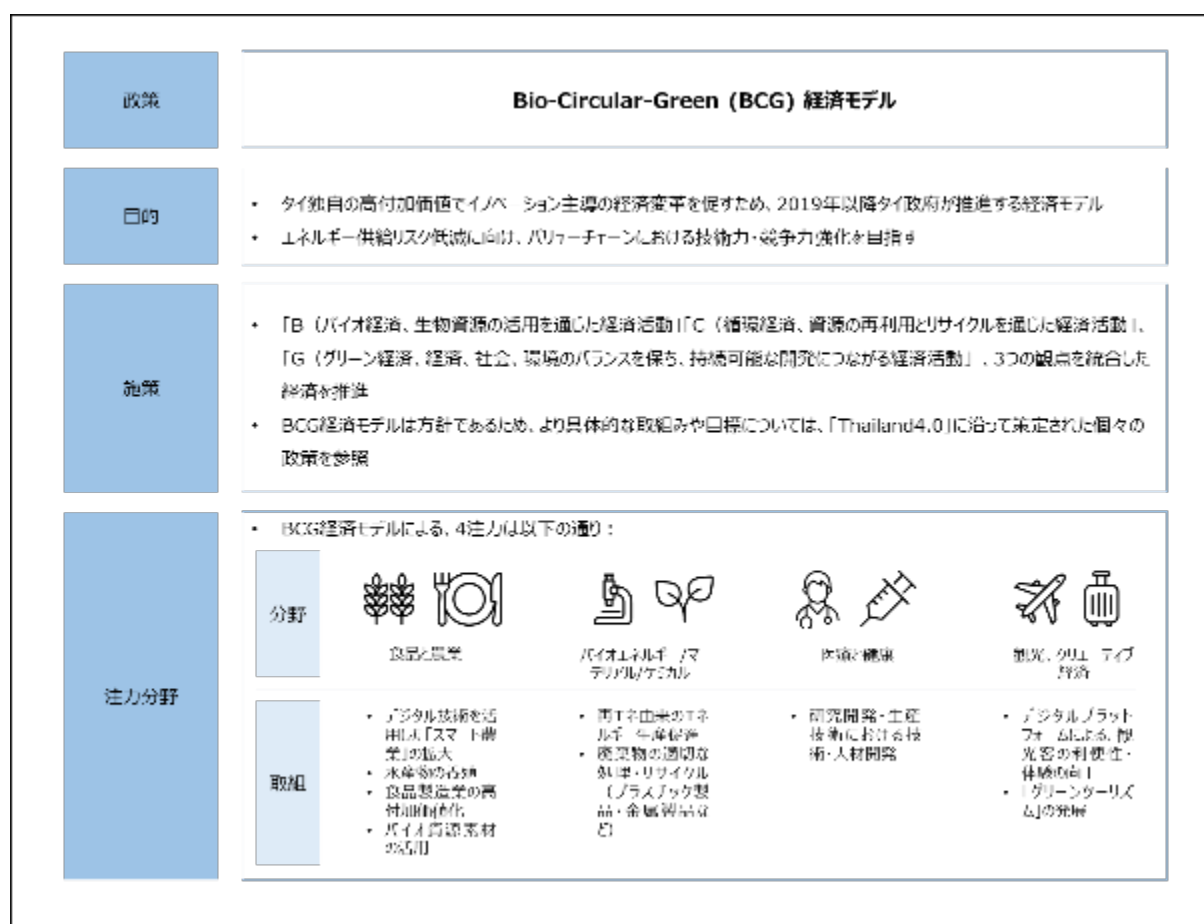 政策
Bio-Circular-Green (BCG) 経済モデル
目的
• タイ独自の高付加価値でイノベーション主導の経済変革を促すため、2019年以降タイ政府が推進する経済モデル
• エネルギー供給リスク低減に向け、バリューチェーンにおける技術力・競争力強化を目指す
施策
• 「B（バイオ経済、生物資源の活用を通じた経済活動」「C（循環経済、資源の再利用とリサイクルを通じた経済活動」、
「G（グリーン経済、経済、社会、環境のバランスを保ち、持続可能な開発につながる経済活動」、3つの観点を統合した
経済を推進
• BCG経済モデルは方針であるため、より具体的な取組みや目標については、「Thailand4.0」に沿って策定された個々の
政策を参照
注力分野
• BCG経済モデルによる、4注力は以下の通り：
分野
食品と農業
バイオエネルギー/マ
テリアル/ケミカル
医療と健康
観光、クリエーティブ
経済
取組
• デジタル技術を活
用した「スマート農
業」の拡大
• 水産物の養殖
• 食品製造業の高
付加価値化
• バイオ資源素材
の活用
• 再エネ由来のエネ
ルギー生産促進
• 廃棄物の適切な
処理・リサイクル
（プラスチック製
品・金属製品な
ど）
• 研究開発・生産
技術における技
術・人材開発
• デジタルプラット
フォームによる、観
光客の利便性・
体験の向上
• 「グリーンツーリズ
ム」の発展